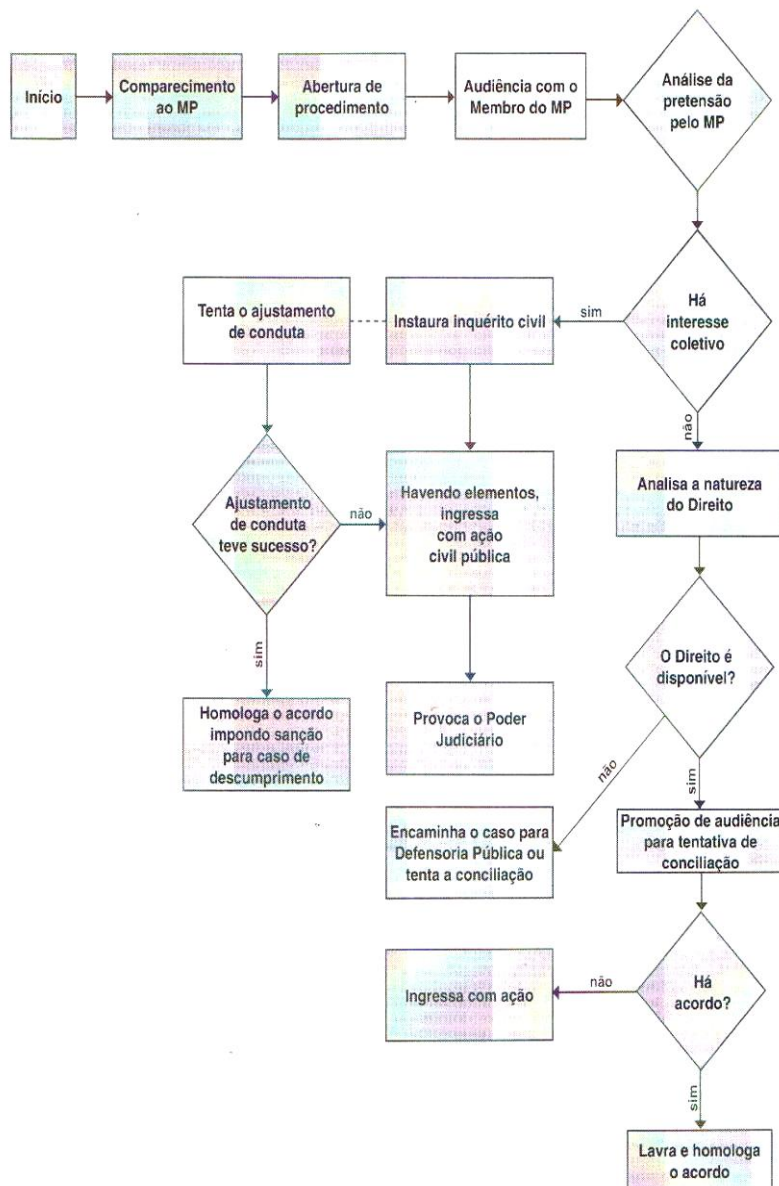 Início
Comparecimento
ao MP
Abertura de
procedimento
Audiência com o
Membro do MP
Análise da
pretensão
pelo MP
Tenta o ajustamento
de conduta
Instaura inquérito civil
sim
Há
interesse
coletivo
não
Ajustamento
de conduta
teve sucesso?
não
Havendo elementos,
ingressa
com ação
civil pública
Analisa a natureza
do Direito
sim
O Direito é
disponível?
Homologa o acordo
impondo sanção
para caso de
descumprimento
Provoca o Poder
Judiciário
não
sim
Encaminha o caso para
Defensoria Pública ou
tenta a conciliação
Promoção de audiência
para tentativa de
conciliação
Ingressa com ação
não
Há
acordo?
sim
Lavra e homologa
o acordo